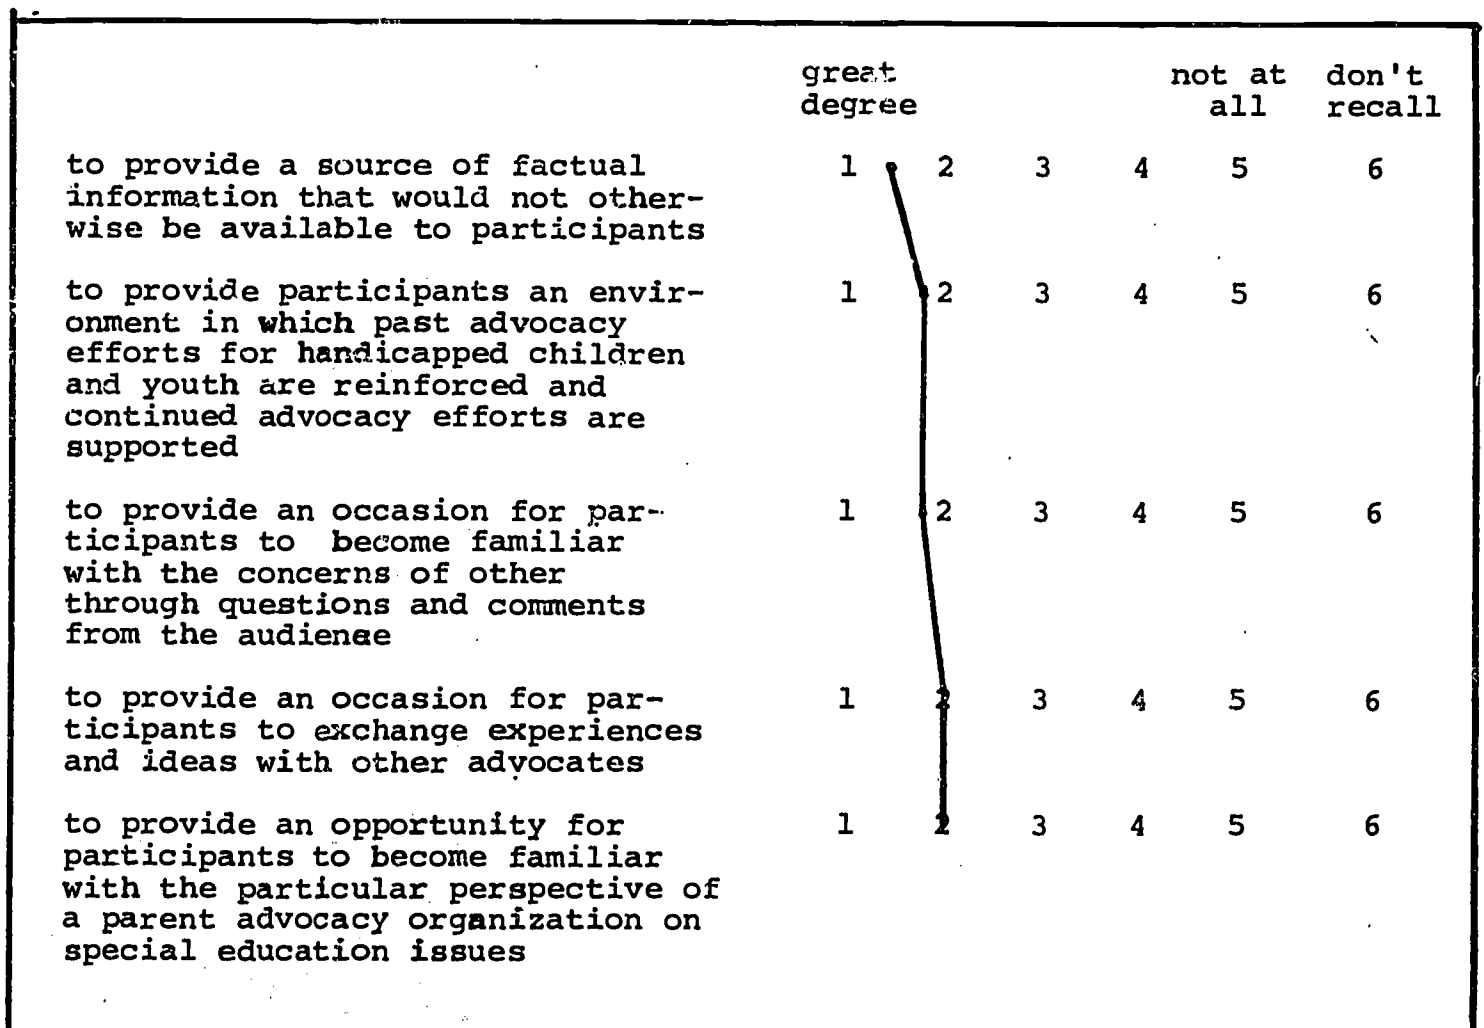 great not at don't
degree all recall
to provide a source of factual 1 2 3 4 5 6
information that would not other-
wise be available to participants
to provide participants an envir- 1 2 3 4 5 6
onment in which past advocacy
efforts for handicapped children
and youth are reinforced and
continued advocacy efforts are
supported
to provide an occasion for par- 1 2 3 4 5 6
ticipants to become familiar
with the concerns of other
through questions and comments
from the audience
to provide an occasion for par- 1 2 3 4 5 6
ticipants to exchange experiences
and ideas with other advocates
to provide an opportunity for 1 2 3 4 5 6
participants to become familiar
with the particular perspective of
a parent advocacy organization on
special education issues